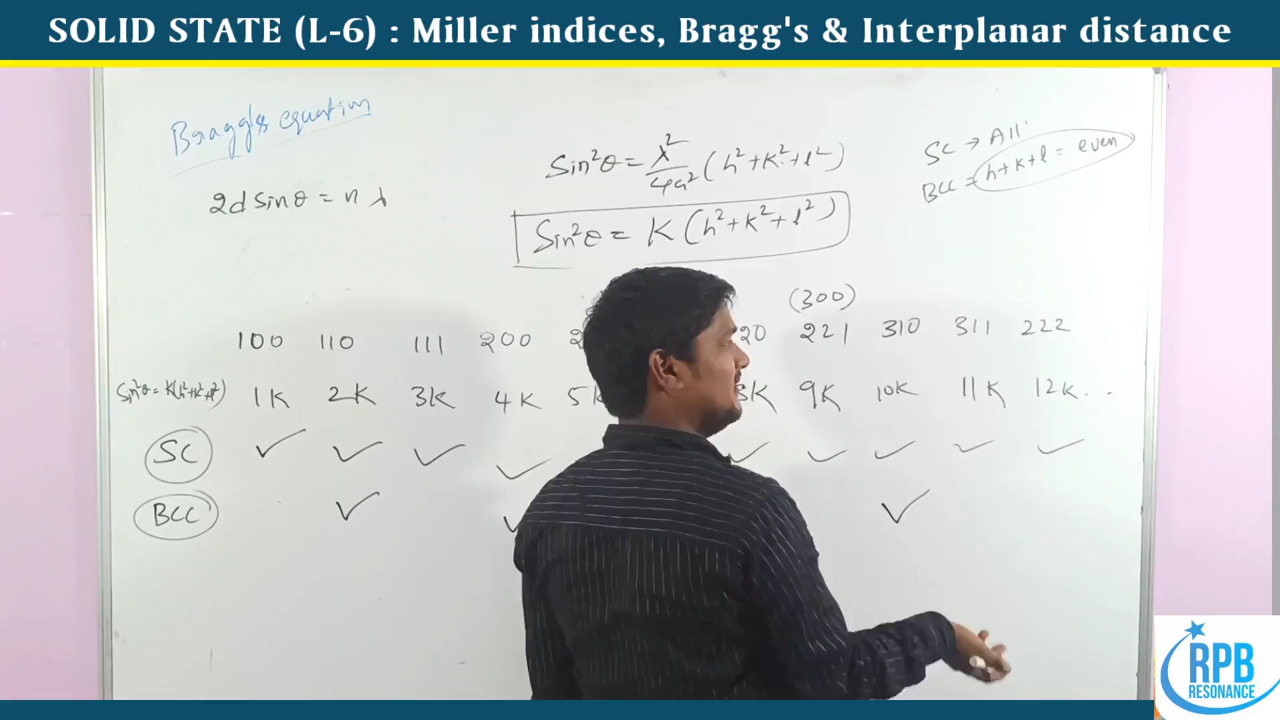 SOLID STATE (L-6) : Miller indices, Bragg's & Interplanar distance
Bragg's equation
2d Sinθ = n λ
Sin²θ = λ²/4a² (h² + k² + l²)
Sin²θ = K (h² + k² + l²)
SC → All
BCC = h + k + l = even
(300)
100 110 111 200 221 310 311 222
Sin²θ = K(h²+k²+l²) 1K 2K 3K 4K 9K 10K 11K 12K...
SC ✓ ✓ ✓ ✓ ✓ ✓ ✓ ✓ ✓
BCC ✓ ✓ ✓
RPB
RESONANCE